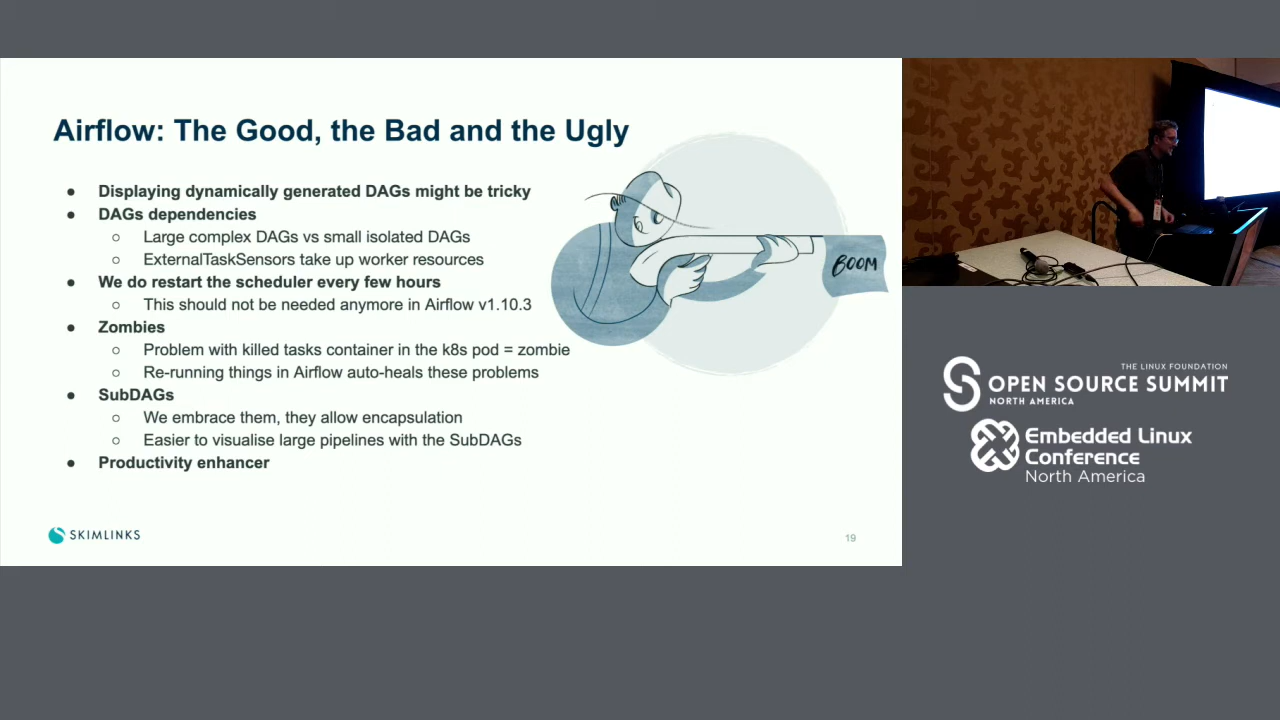 Airflow: The Good, the Bad and the Ugly
● Displaying dynamically generated DAGs might be tricky
● DAGs dependencies
○ Large complex DAGs vs small isolated DAGs
○ ExternalTaskSensors take up worker resources
● We do restart the scheduler every few hours
○ This should not be needed anymore in Airflow v1.10.3
● Zombies
○ Problem with killed tasks container in the k8s pod = zombie
○ Re-running things in Airflow auto-heals these problems
● SubDAGs
○ We embrace them, they allow encapsulation
○ Easier to visualise large pipelines with the SubDAGs
● Productivity enhancer
BOOM
SKIMLINKS
19
THE LINUX FOUNDATION
OPEN SOURCE SUMMIT
NORTH AMERICA
Embedded Linux
Conference
North America